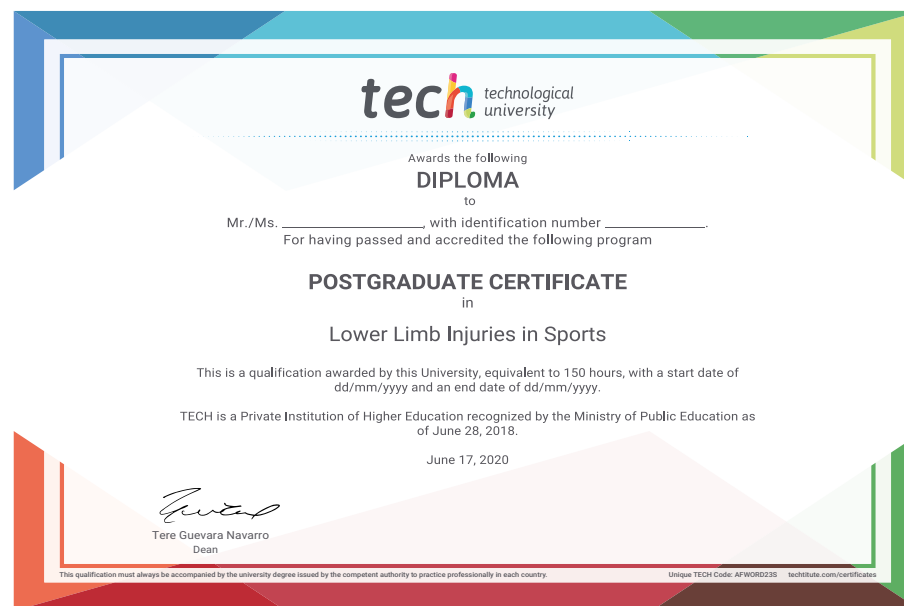 tech technological
university
Awards the following
DIPLOMA
to
Mr./Ms. ____________________, with identification number ______________.
For having passed and accredited the following program
POSTGRADUATE CERTIFICATE
in
Lower Limb Injuries in Sports
This is a qualification awarded by this University, equivalent to 150 hours, with a start date of
dd/mm/yyyy and an end date of dd/mm/yyyy.
TECH is a Private Institution of Higher Education recognized by the Ministry of Public Education as
of June 28, 2018.
June 17, 2020
Tere Guevara Navarro
Dean
This qualification must always be accompanied by the university degree issued by the competent authority to practice professionally in each country. Unique TECH Code: AFWORD23S techtitute.com/certificates